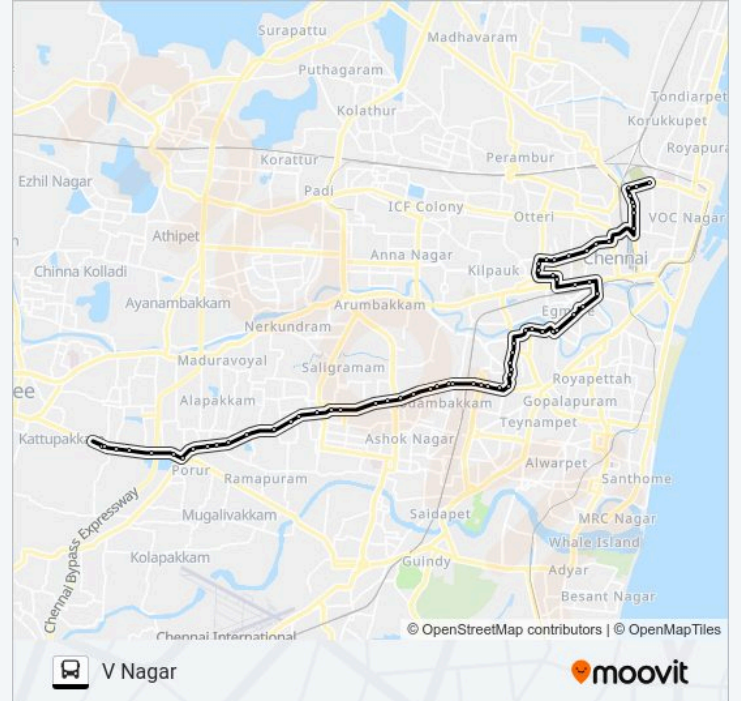 Surapattu
Madhavaram
Puthagaram
Kolathur
Tondiarpet
Korukkupet
Korattur
Perambur
Royapura
Ezhil Nagar
Padi
ICF Colony
Otteri
VOC Nagar
Athipet
Anna Nagar
Chennai
Chinna Kolladi
Kilpauk
Ayanambakkam
Arumbakkam
Egmore
Nerkundram
Maduravoyal
Saligramam
ee
Alapakkam
Royapettah
Kodambakkam
Gopalapuram
Teynampet
Kattupakka
Ashok Nagar
Porur
Ramapuram
Alwarpet
Santhome
Mugalivakkam
Saidapet
MRC Nagar
Chennai Bypass Expressway
Whale Island
Kolapakkam
Guindy
Adyar
Besant Nagar
Chennai International
© OpenStreetMap contributors | © OpenMapTiles
V Nagar
moovit